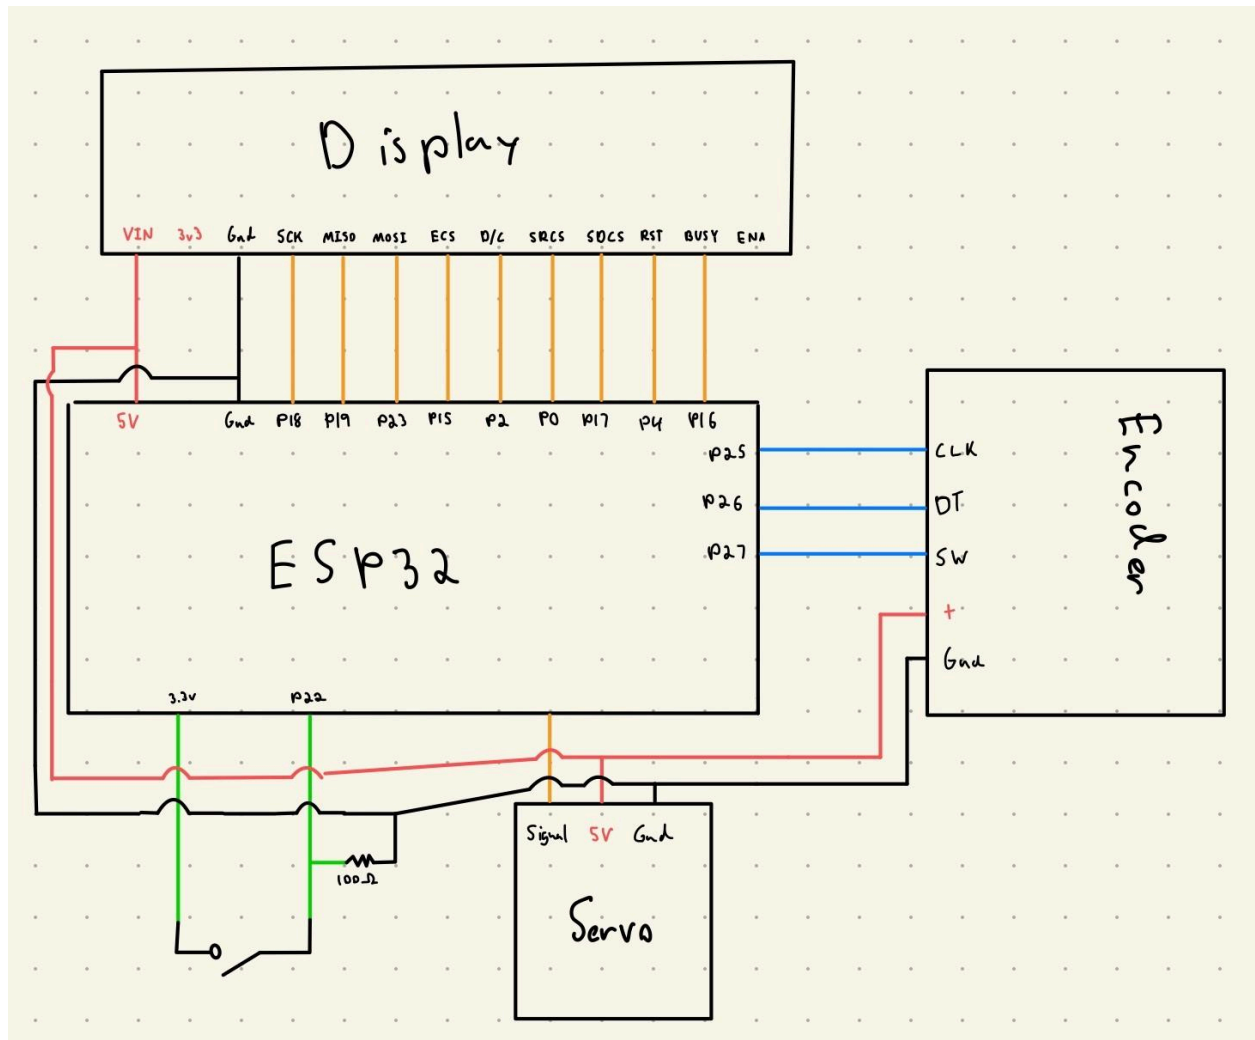 Display
VIN 3v3 Gnd SCK MISO MOSI ECS D/C SRCS SDCS RST BUSY ENA
5V Gnd P18 P19 P23 P15 P2 P0 P17 P4 P16
P25 CLK
P26 DT
P27 SW
+
Gnd
Encoder
ESP32
3.3v P22
Signal 5V Gnd
100Ω
Servo